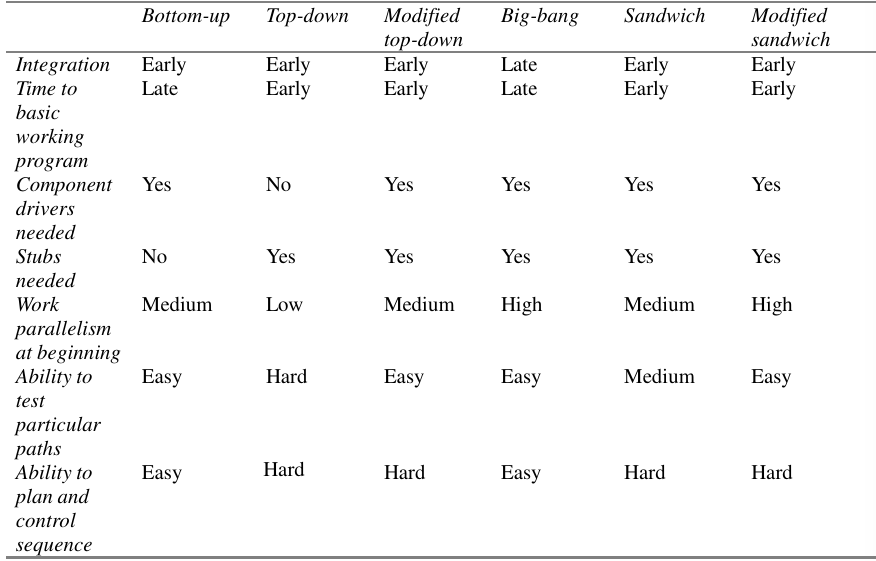 Bottom-up Top-down Modified Big-bang Sandwich Modified
top-down sandwich
Integration Early Early Early Late Early Early
Time to Late Early Early Late Early Early
basic
working
program
Component Yes No Yes Yes Yes Yes
drivers
needed
Stubs No Yes Yes Yes Yes Yes
needed
Work Medium Low Medium High Medium High
parallelism
at beginning
Ability to Easy Hard Easy Easy Medium Easy
test
particular
paths
Ability to Easy Hard Hard Easy Hard Hard
plan and
control
sequence